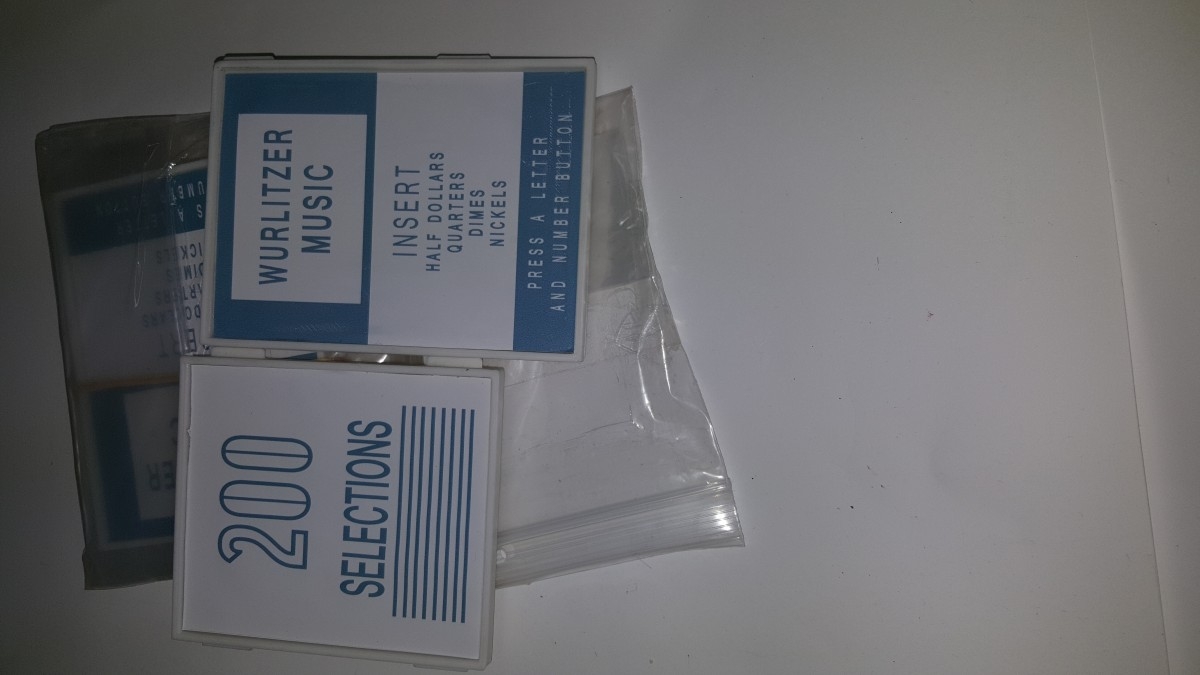 WURLITZER
MUSIC
INSERT
HALF DOLLARS
QUARTERS
DIMES
NICKELS
PRESS A LETTER
AND NUMBER BUTTON
200
SELECTIONS